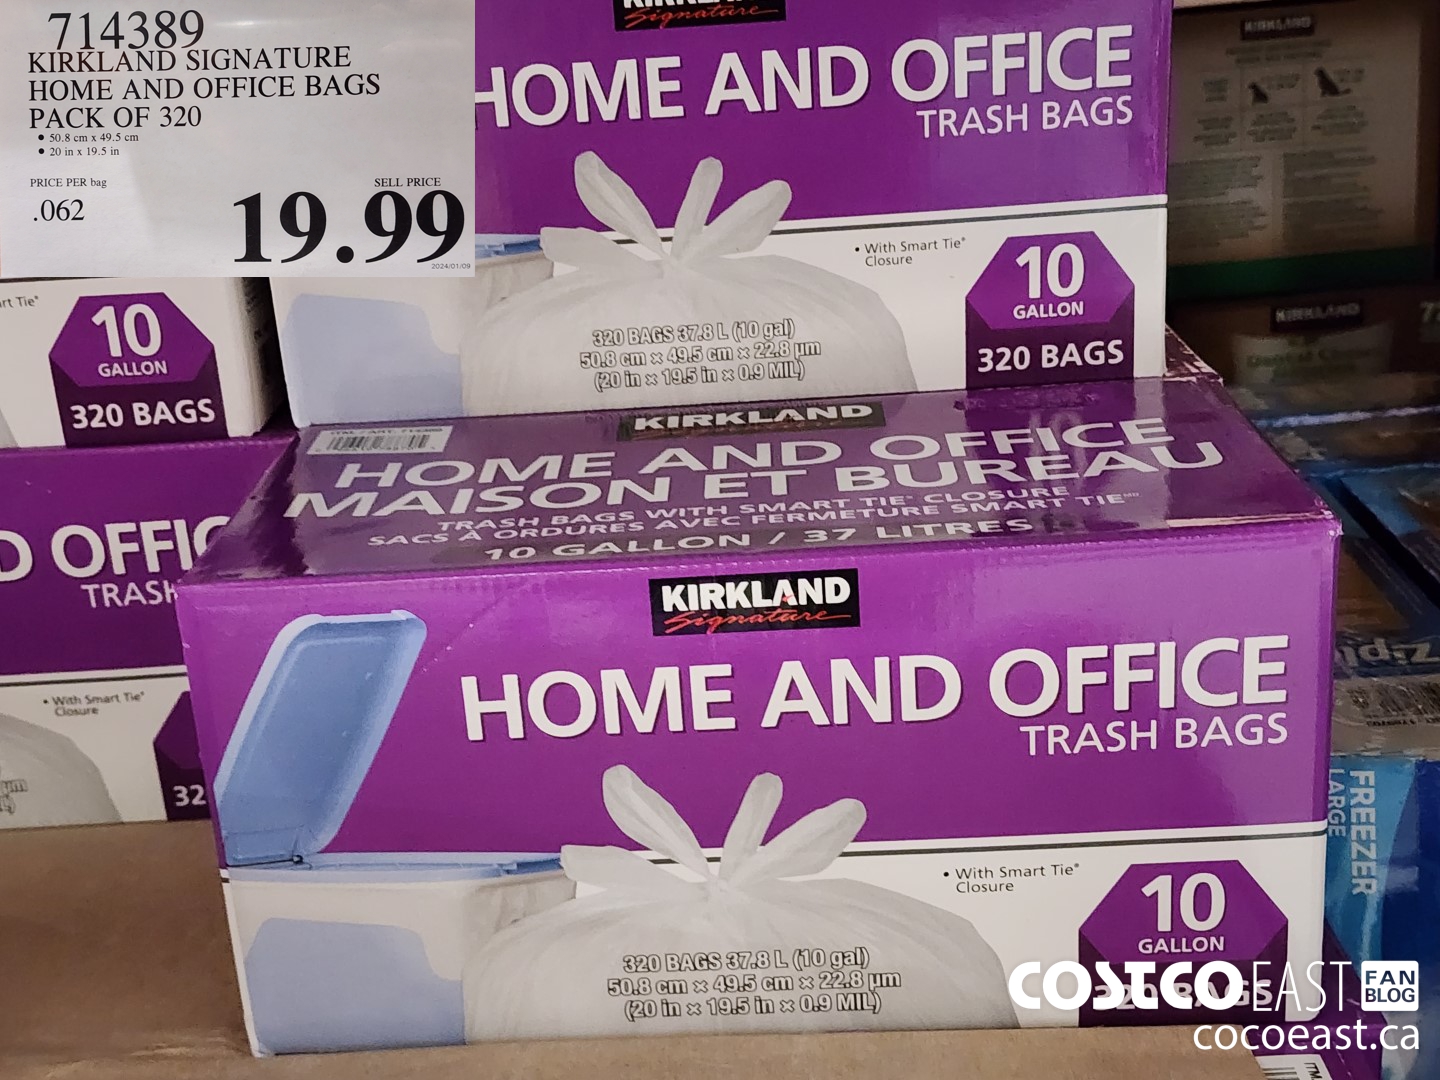 714389
KIRKLAND SIGNATURE
HOME AND OFFICE BAGS
PACK OF 320
• 50.8 cm x 49.5 cm
• 20 in x 19.5 in
PRICE PER bag
.062
SELL PRICE
19.99
2024/01/09
KIRKLAND
Signature
HOME AND OFFICE
TRASH BAGS
• With Smart Tie®
Closure
10
GALLON
320 BAGS
320 BAGS 37.8 L (10 gal)
50.8 cm × 49.5 cm × 22.8 µm
(20 in × 19.5 in × 0.9 MIL)
KIRKLAND
10
GALLON
320 BAGS
D OFFIC
TRASH
• With Smart Tie®
Closure
32
KIRKLAND
HOME AND OFFICE
MAISON ET BUREAU
TRASH BAGS WITH SMART TIE® CLOSURE
SACS À ORDURES AVEC FERMETURE SMART TIE
10 GALLON / 37 LITRES
KIRKLAND
Signature
HOME AND OFFICE
TRASH BAGS
• With Smart Tie®
Closure
10
GALLON
320 BAGS
320 BAGS 37.8 L (10 gal)
50.8 cm × 49.5 cm × 22.8 µm
(20 in × 19.5 in × 0.9 MIL)
KIRKLAND
FREEZER
LARGE
COSTCO EAST FAN
BLOG
cocoeast.ca